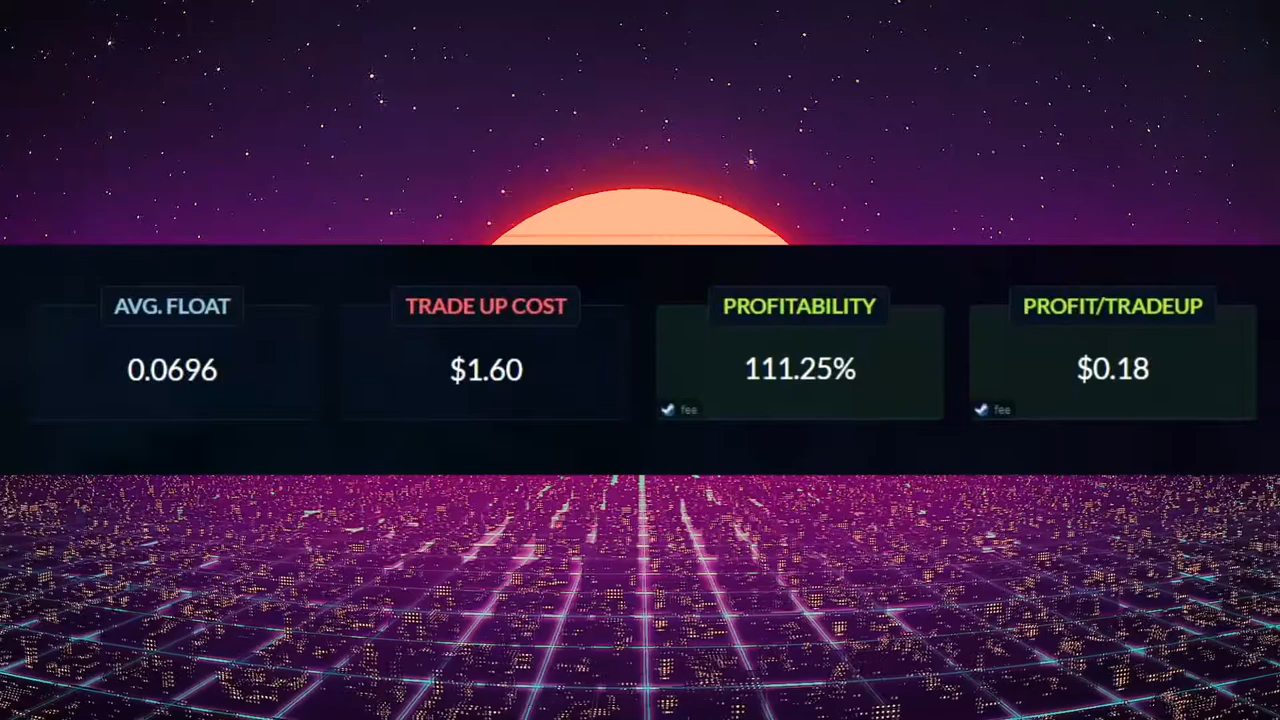 AVG. FLOAT
0.0696
TRADE UP COST
$1.60
PROFITABILITY
111.25%
fee
PROFIT/TRADEUP
$0.18
fee